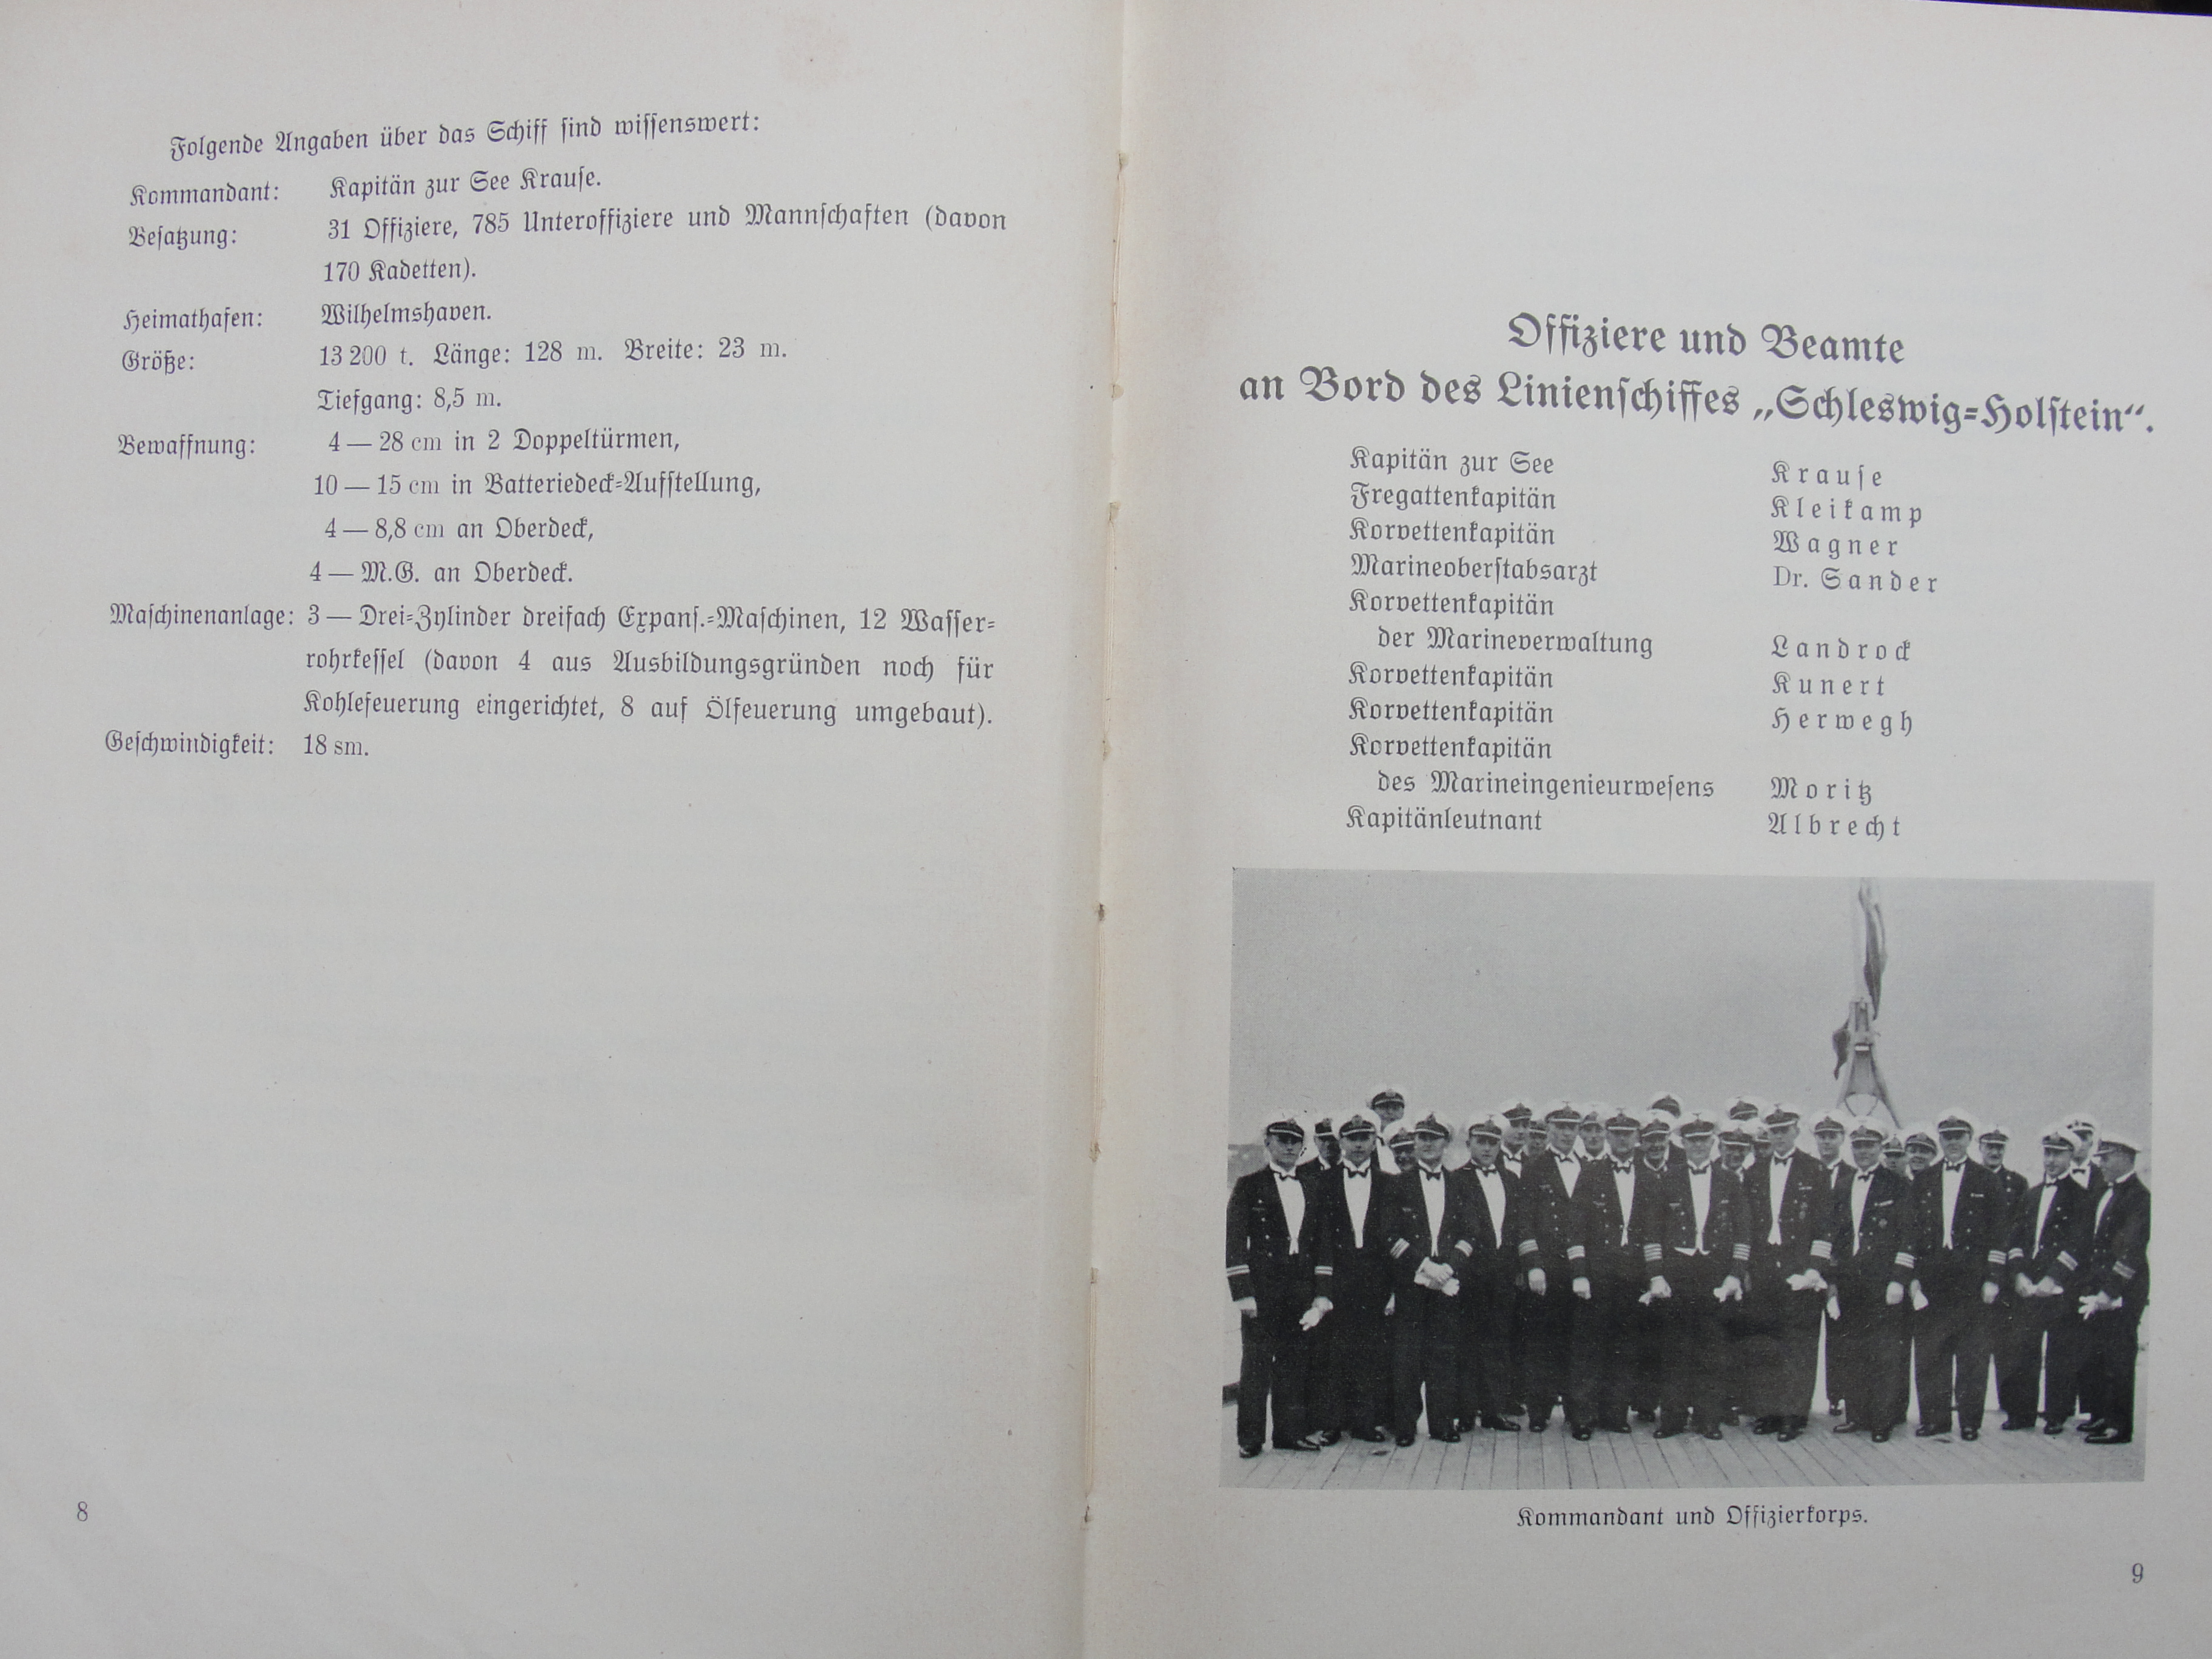 Folgende Angaben über das Schiff sind wissenswert:
Kommandant: Kapitän zur See Krause.
Besatzung: 31 Offiziere, 785 Unteroffiziere und Mannschaften (davon
170 Kadetten).
Heimathafen: Wilhelmshaven.
Größe: 13 200 t. Länge: 128 m. Breite: 23 m.
Tiefgang: 8,5 m.
Bewaffnung: 4 — 28 cm in 2 Doppeltürmen,
10 — 15 cm in Batteriedeck-Aufstellung,
4 — 8,8 cm an Oberdeck,
4 — M.G. an Oberdeck.
Maschinenanlage: 3 — Drei-Zylinder dreifach Expans.-Maschinen, 12 Wasser-
rohrkessel (davon 4 aus Ausbildungsgründen noch für
Kohlefeuerung eingerichtet, 8 auf Ölfeuerung umgebaut).
Geschwindigkeit: 18 sm.
8
Offiziere und Beamte
an Bord des Linienschiffes „Schleswig-Holstein“.
Kapitän zur See Krause
Fregattenkapitän Kleikamp
Korvettenkapitän Wagner
Marineoberstabsarzt Dr. Sander
Korvettenkapitän
der Marineverwaltung Landrock
Korvettenkapitän Kunert
Korvettenkapitän Herwegh
Korvettenkapitän
des Marineingenieurwesens Moritz
Kapitänleutnant Albrecht
Kommandant und Offizierkorps.
9